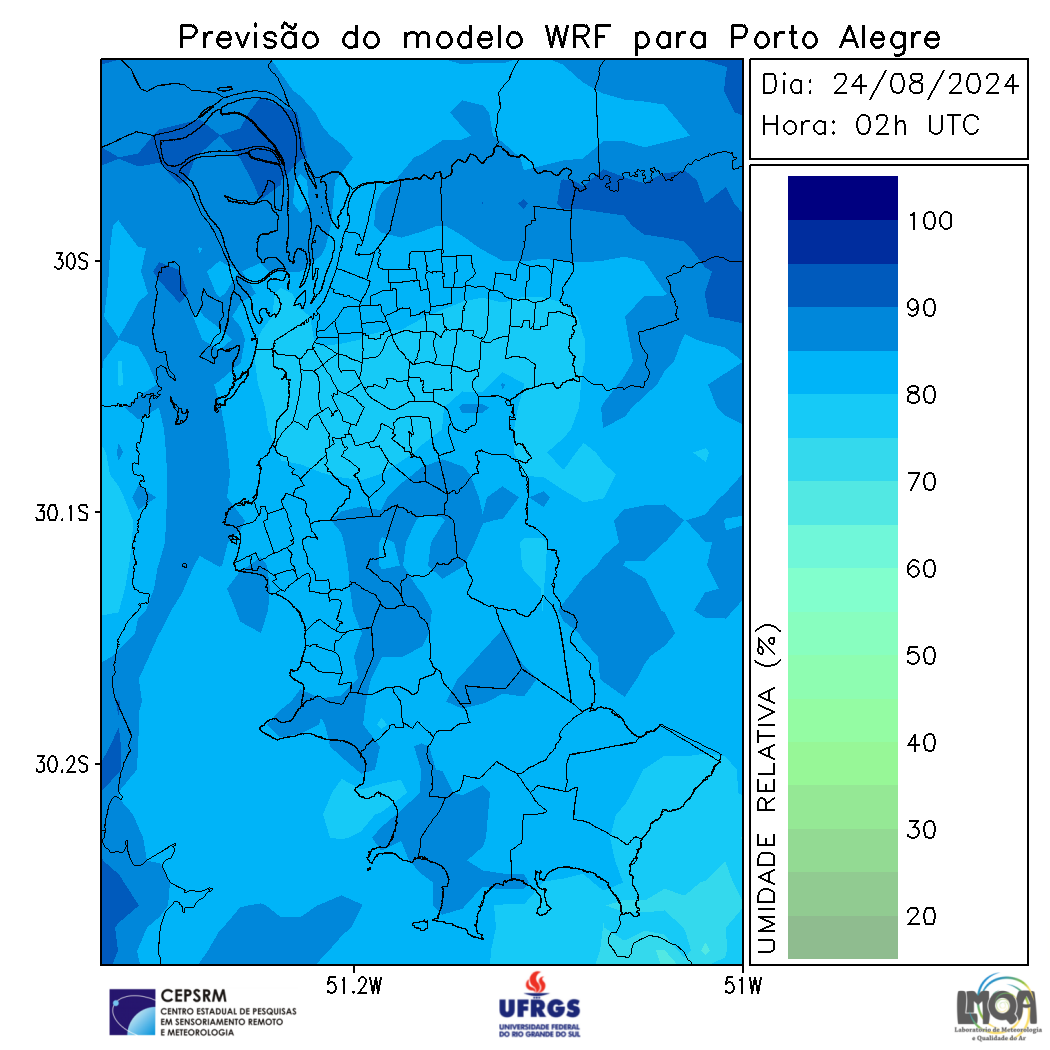 Previsão do modelo WRF para Porto Alegre
Dia: 24/08/2024
Hora: 02h UTC
30S
30.1S
30.2S
51.2W
51W
100
90
80
70
60
50
40
30
20
UMIDADE RELATIVA (%)
CEPSRM
CENTRO ESTADUAL DE PESQUISAS
EM SENSORIAMENTO REMOTO
E METEOROLOGIA
UFRGS
UNIVERSIDADE FEDERAL
DO RIO GRANDE DO SUL
LMQA
Laboratório de Meteorologia
e Qualidade do Ar